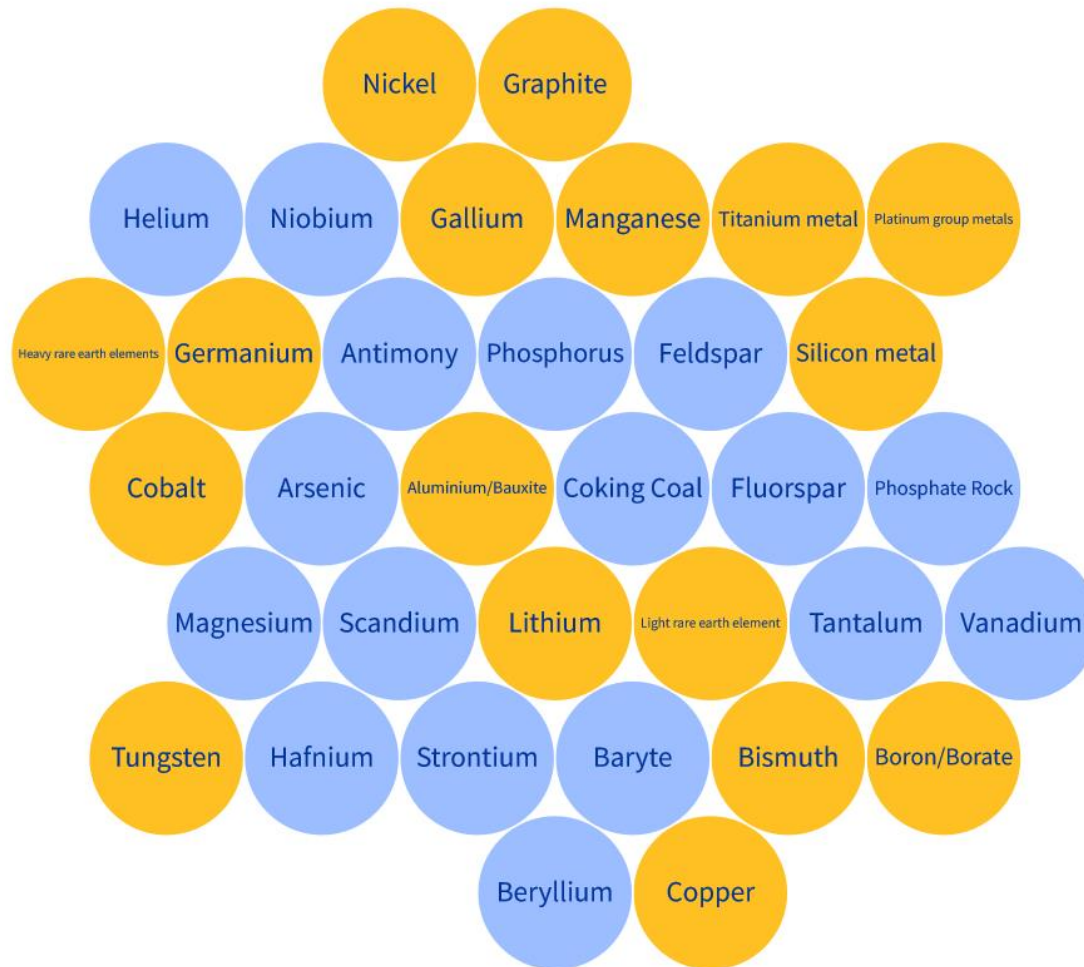 Nickel
Graphite
Helium
Niobium
Gallium
Manganese
Titanium metal
Platinum group metals
Heavy rare earth elements
Germanium
Antimony
Phosphorus
Feldspar
Silicon metal
Cobalt
Arsenic
Aluminium/Bauxite
Coking Coal
Fluorspar
Phosphate Rock
Magnesium
Scandium
Lithium
Light rare earth element
Tantalum
Vanadium
Tungsten
Hafnium
Strontium
Baryte
Bismuth
Boron/Borate
Beryllium
Copper